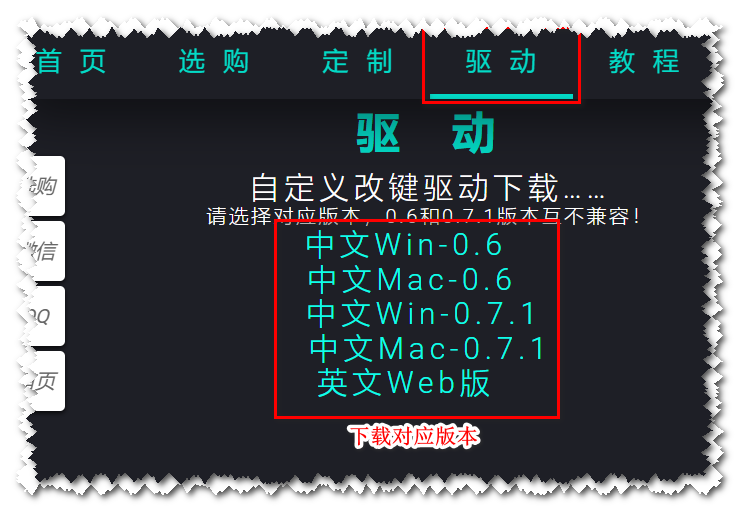 首页 选购 定制 驱动 教程
驱 动
自定义改键驱动下载……
请选择对应版本，0.6和0.7.1版本互不兼容！
选购
中文Win-0.6
微信
中文Mac-0.6
QQ
中文Win-0.7.1
中文Mac-0.7.1
首页
英文Web版
下载对应版本